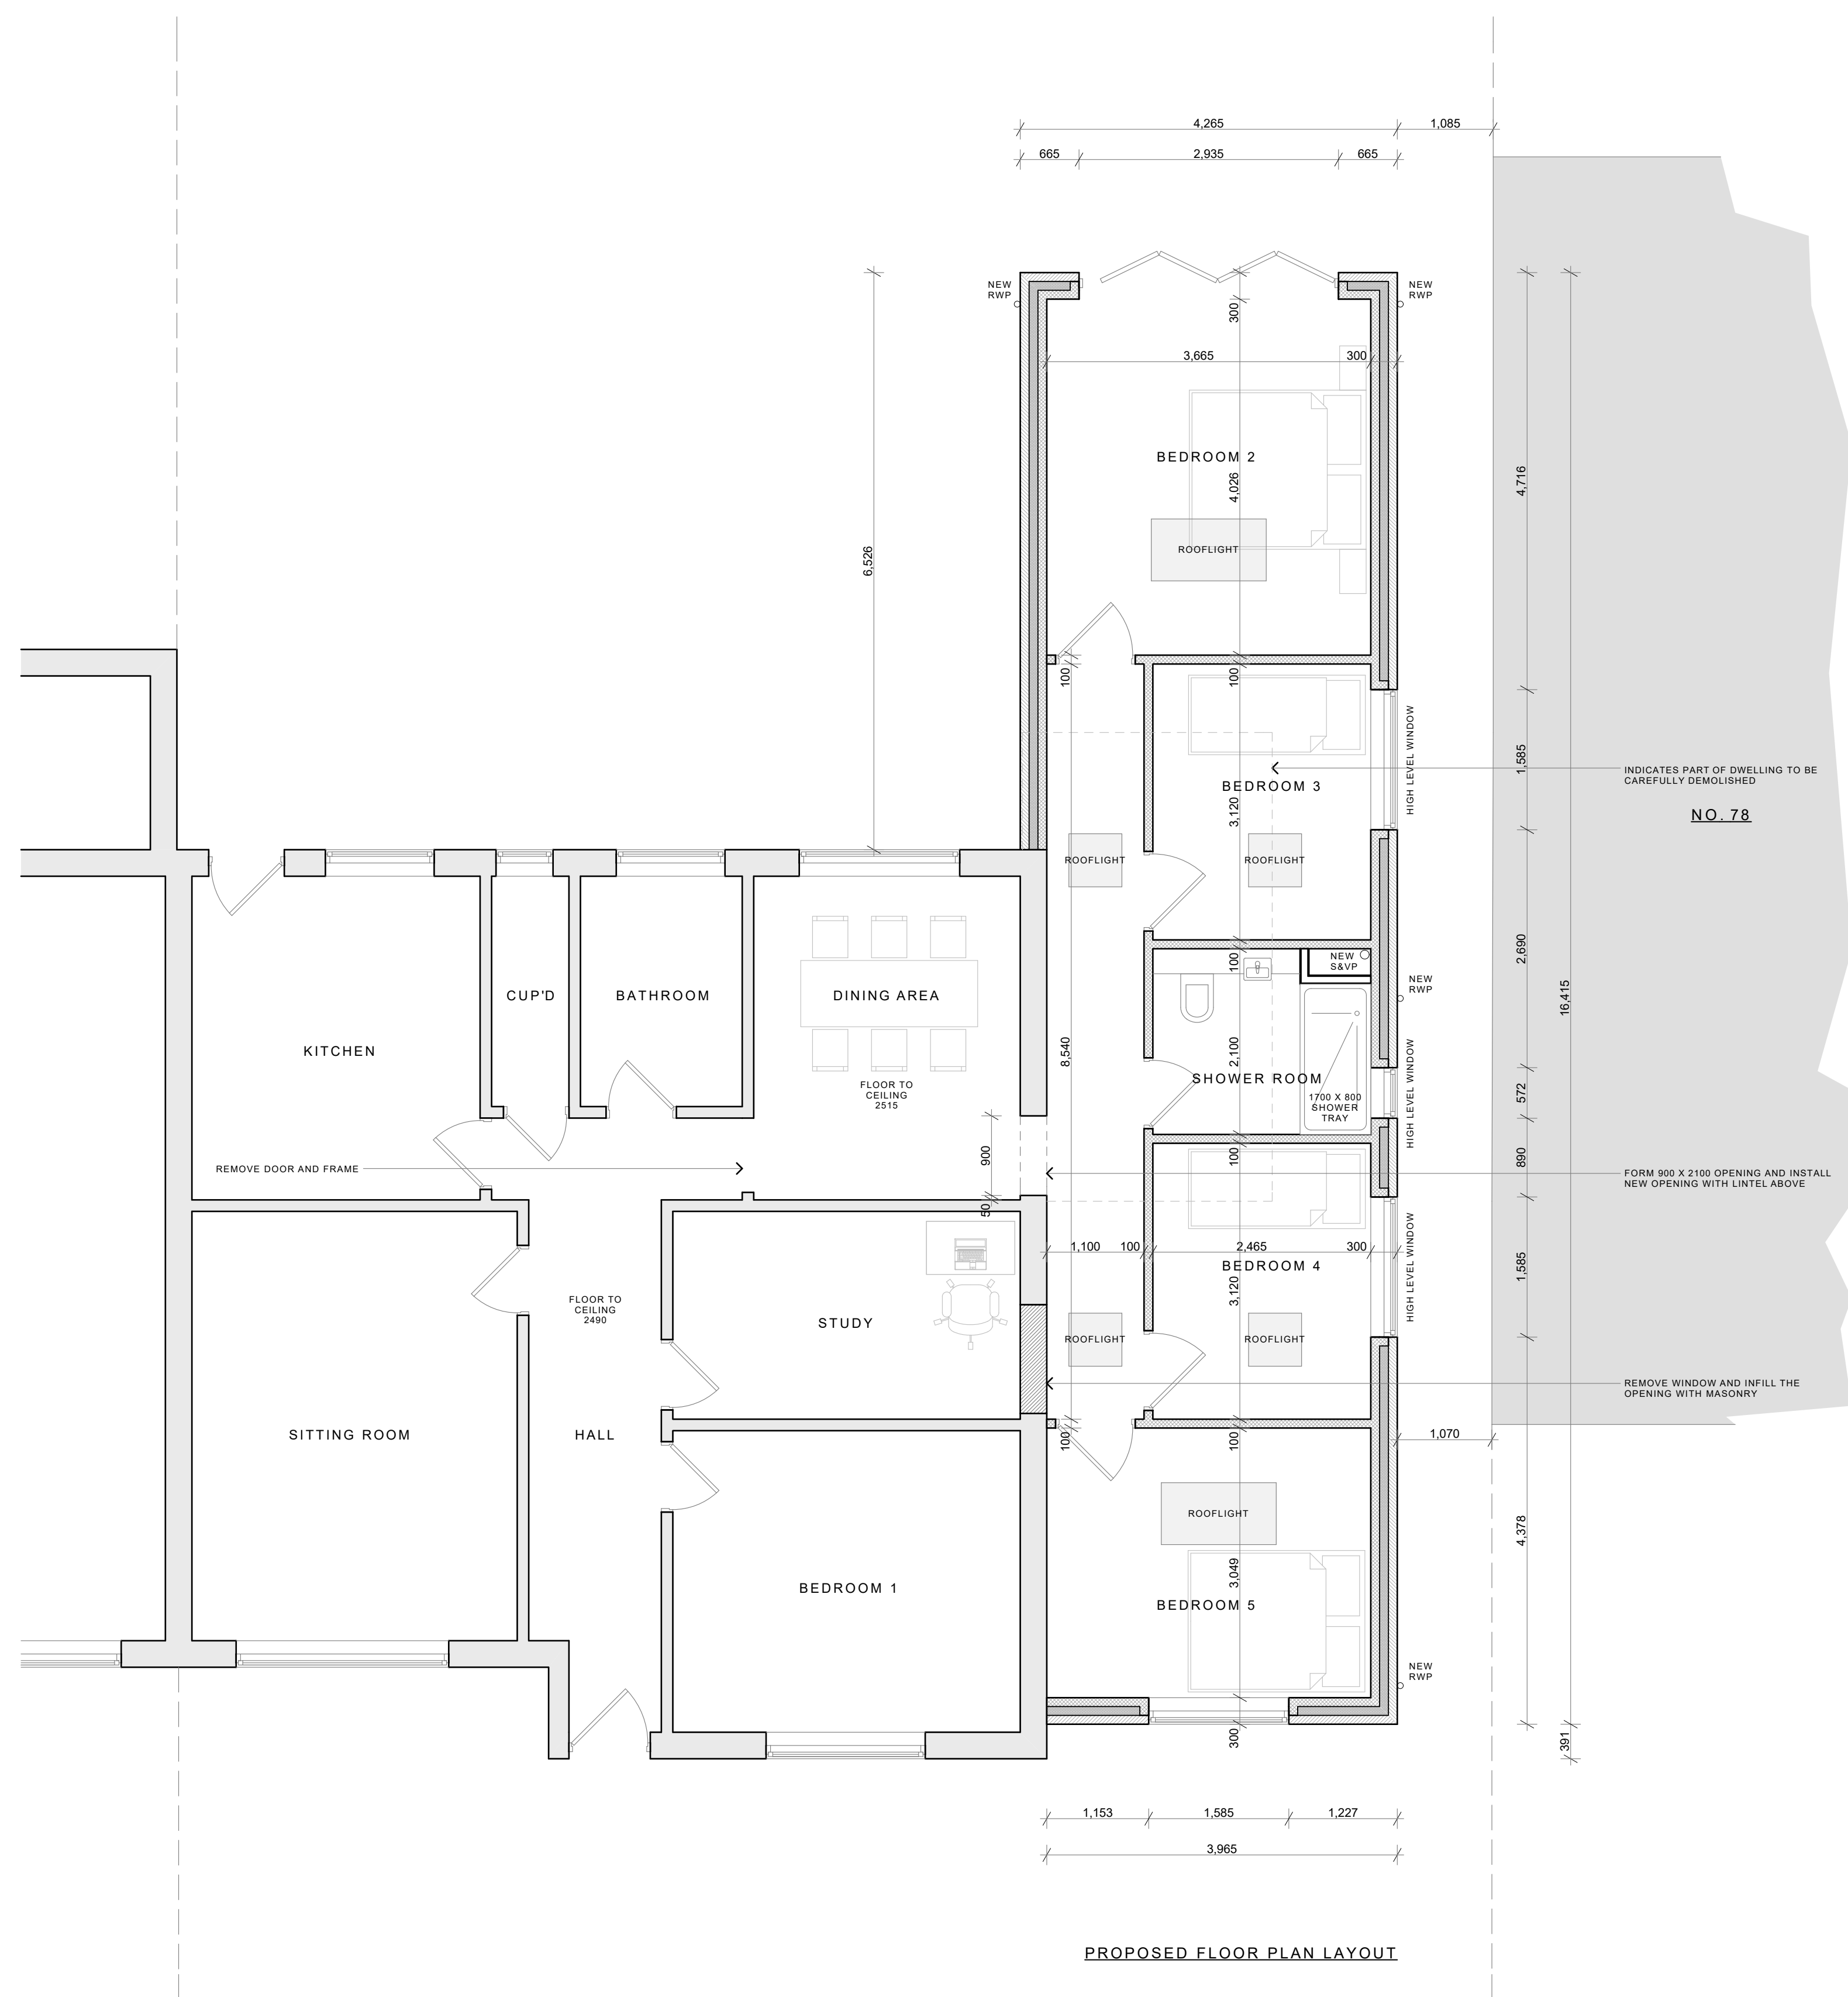 4,265
1,085
665
2,935
665
NEW
RWP
NEW
RWP
300
3,665
300
BEDROOM 2
4,026
ROOFLIGHT
6,526
4,716
100
100
HIGH LEVEL WINDOW
1,585
INDICATES PART OF DWELLING TO BE
CAREFULLY DEMOLISHED
BEDROOM 3
3,120
NO. 78
ROOFLIGHT
ROOFLIGHT
2,690
100
NEW
S&VP
NEW
RWP
16,415
CUP'D
BATHROOM
DINING AREA
KITCHEN
8,540
2,100
SHOWER ROOM
FLOOR TO
CEILING
2515
1700 X 800
SHOWER
TRAY
HIGH LEVEL WINDOW
572
900
100
890
REMOVE DOOR AND FRAME
FORM 900 X 2100 OPENING AND INSTALL
NEW OPENING WITH LINTEL ABOVE
50
1,100
100
2,465
300
BEDROOM 4
3,120
HIGH LEVEL WINDOW
1,585
FLOOR TO
CEILING
2490
STUDY
ROOFLIGHT
ROOFLIGHT
REMOVE WINDOW AND INFILL THE
OPENING WITH MASONRY
SITTING ROOM
HALL
100
100
1,070
ROOFLIGHT
4,378
BEDROOM 1
3,049
BEDROOM 5
NEW
RWP
300
391
1,153
1,585
1,227
3,965
PROPOSED FLOOR PLAN LAYOUT